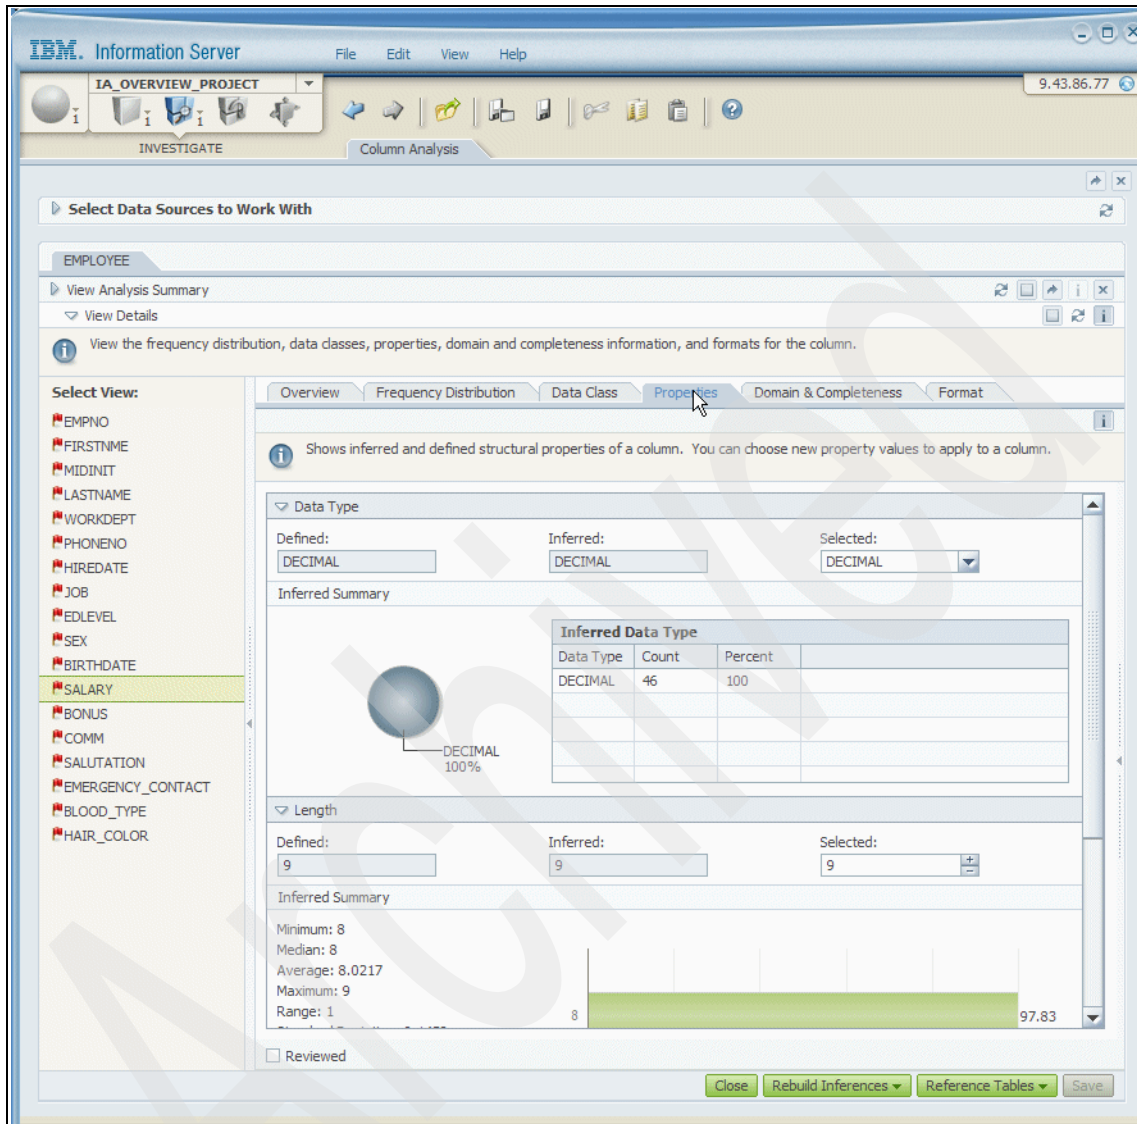 IBM. Information Server
File Edit View Help
IA_OVERVIEW_PROJECT
9.43.86.77
INVESTIGATE
Column Analysis
Select Data Sources to Work With
EMPLOYEE
View Analysis Summary
View Details
View the frequency distribution, data classes, properties, domain and completeness information, and formats for the column.
Select View:
EMPNO
FIRSTNME
MIDINIT
LASTNAME
WORKDEPT
PHONENO
HIREDATE
JOB
EDLEVEL
SEX
BIRTHDATE
SALARY
BONUS
COMM
SALUTATION
EMERGENCY_CONTACT
BLOOD_TYPE
HAIR_COLOR
Overview Frequency Distribution Data Class Properties Domain & Completeness Format
Shows inferred and defined structural properties of a column. You can choose new property values to apply to a column.
Data Type
Defined: Inferred: Selected:
DECIMAL DECIMAL DECIMAL
Inferred Summary
Inferred Data Type
Data Type Count Percent
DECIMAL 46 100
DECIMAL
100%
Length
Defined: Inferred: Selected:
9 9 9
Inferred Summary
Minimum: 8
Median: 8
Average: 8.0217
Maximum: 9
Range: 1
8 97.83
Reviewed
Close Rebuild Inferences Reference Tables Save
Archived